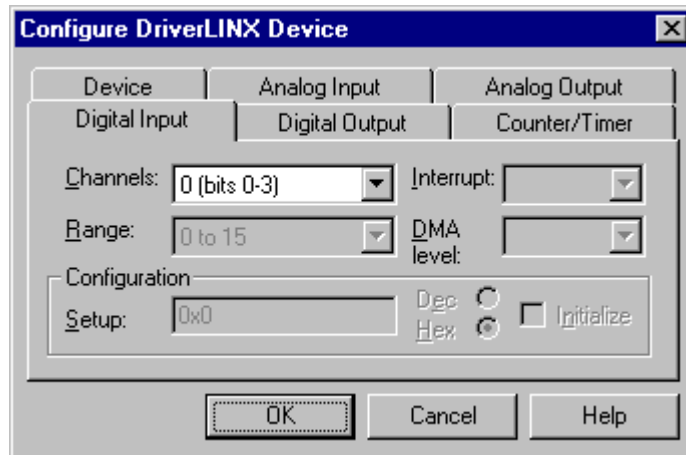 Configure DriverLINX Device
Device Analog Input Analog Output
Digital Input Digital Output Counter/Timer
Channels: 0 (bits 0-3) Interrupt:
Range: 0 to 15 DMA level:
Configuration
Setup: 0x0 Dec Hex Initialize
OK Cancel Help